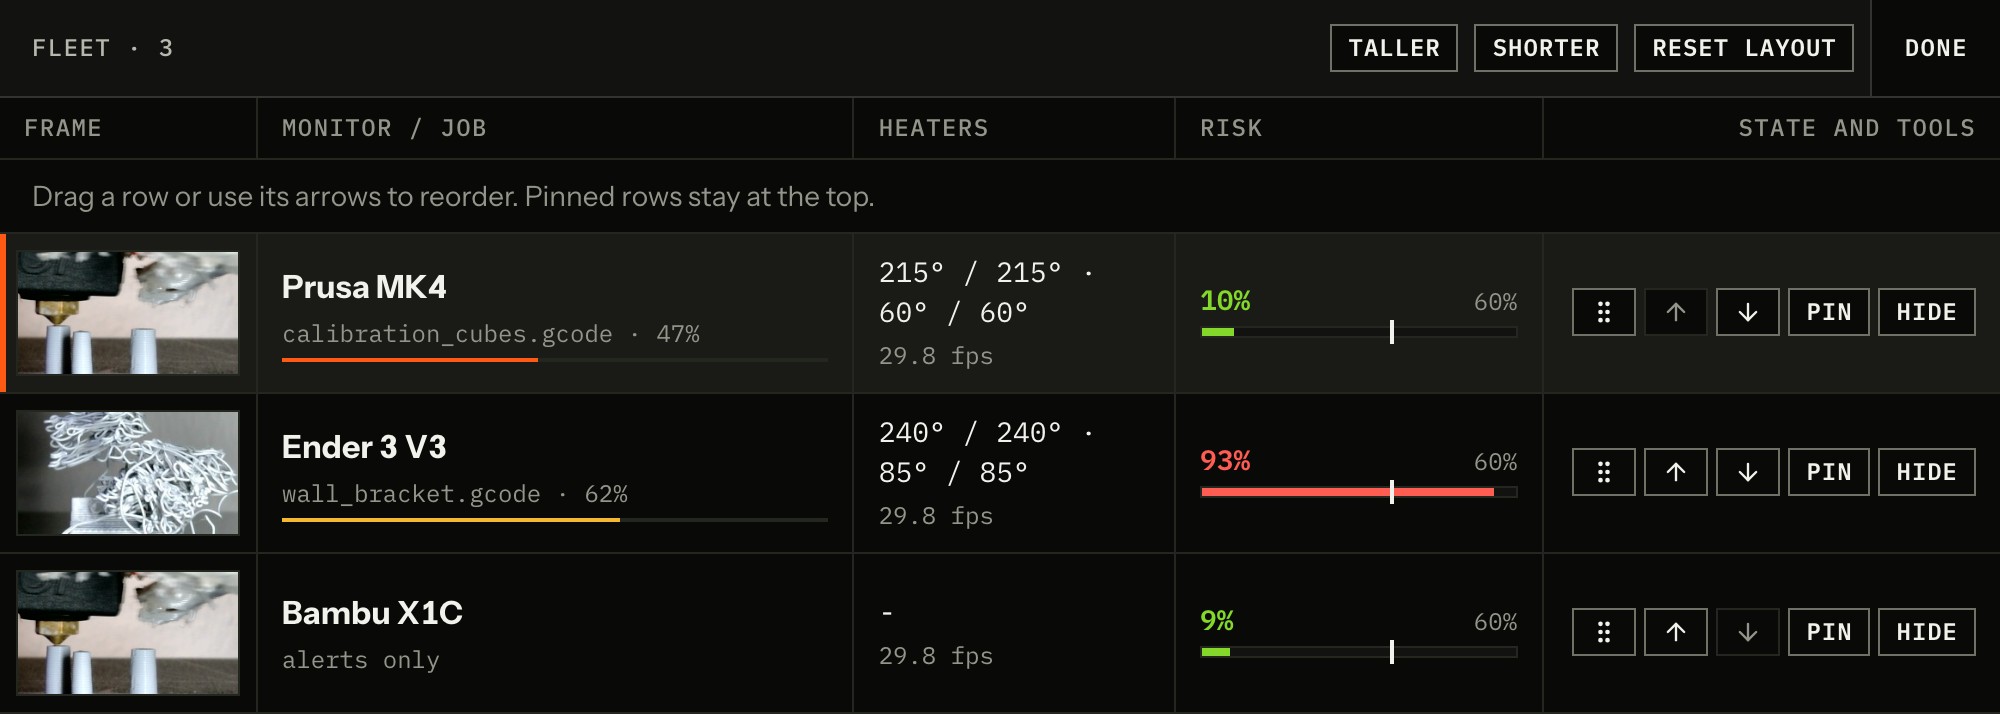 FLEET · 3
TALLER
SHORTER
RESET LAYOUT
DONE
FRAME
MONITOR / JOB
HEATERS
RISK
STATE AND TOOLS
Drag a row or use its arrows to reorder. Pinned rows stay at the top.
Prusa MK4
calibration_cubes.gcode · 47%
215° / 215° ·
60° / 60°
29.8 fps
10%
60%
PIN
HIDE
Ender 3 V3
wall_bracket.gcode · 62%
240° / 240° ·
85° / 85°
29.8 fps
93%
60%
PIN
HIDE
Bambu X1C
alerts only
-
29.8 fps
9%
60%
PIN
HIDE